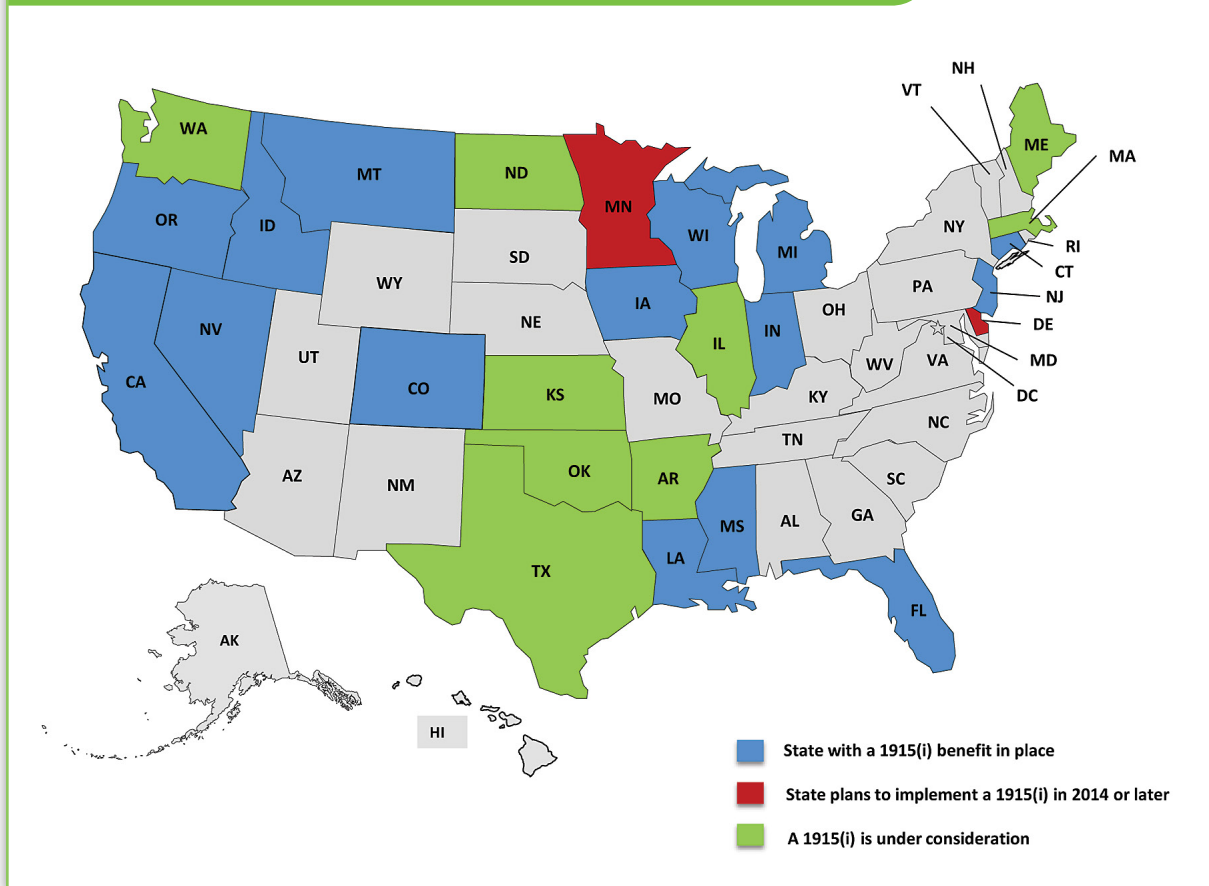 NH
VT
WA
ME
MA
MT
ND
OR
ID
MN
NY
WI
RI
SD
MI
CT
WY
PA
NJ
IA
OH
NE
DE
NV
IN
IL
UT
MD
VA
WV
CA
CO
KS
DC
MO
KY
NC
TN
AZ
OK
AR
SC
NM
GA
AL
MS
LA
TX
FL
AK
HI
State with a 1915(i) benefit in place
State plans to implement a 1915(i) in 2014 or later
A 1915(i) is under consideration